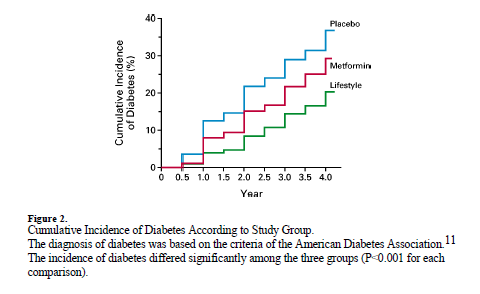 40
Placebo
30
Metformin
Lifestyle
20
10
0
0 0.5 1.0 1.5 2.0 2.5 3.0 3.5 4.0
Cumulative Incidence
of Diabetes (%)
Year
Figure 2.
Cumulative Incidence of Diabetes According to Study Group.
The diagnosis of diabetes was based on the criteria of the American Diabetes Association.11
The incidence of diabetes differed significantly among the three groups (P<0.001 for each
comparison).